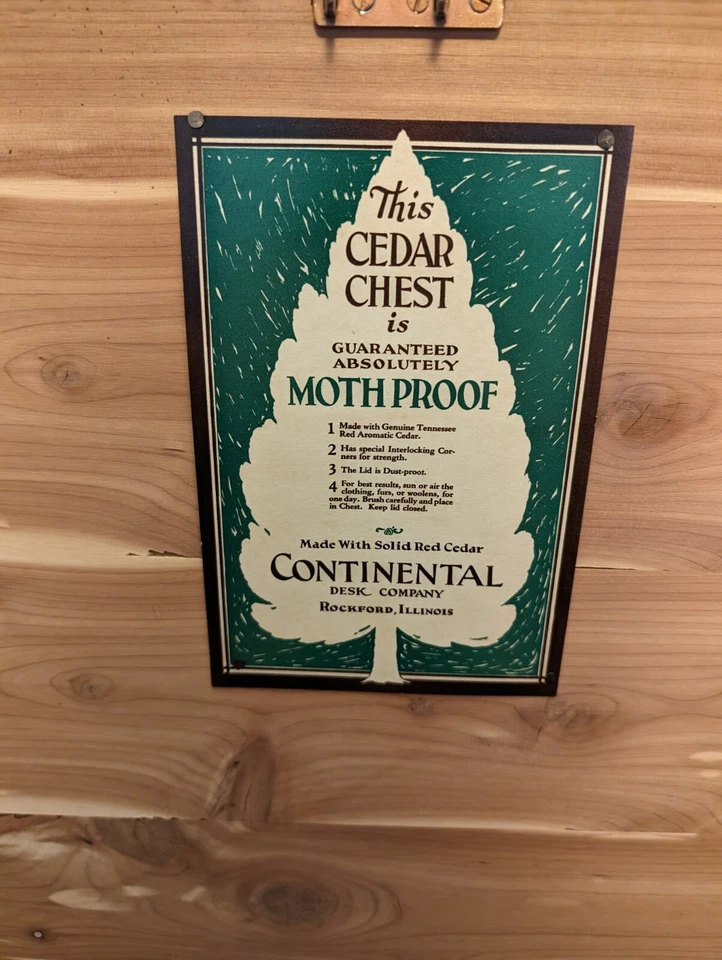 This
CEDAR
CHEST
is
GUARANTEED
ABSOLUTELY
MOTH PROOF
1 Made with Genuine Tennessee
Red Aromatic Cedar.
2 Has special Interlocking Cor-
ners for strength.
3 The Lid is Dust-proof.
4 For best results, sun or air the
clothing, furs, or woolens, for
one day. Brush carefully and place
in Chest. Keep lid closed.
Made With Solid Red Cedar
CONTINENTAL
DESK COMPANY
ROCKFORD, ILLINOIS